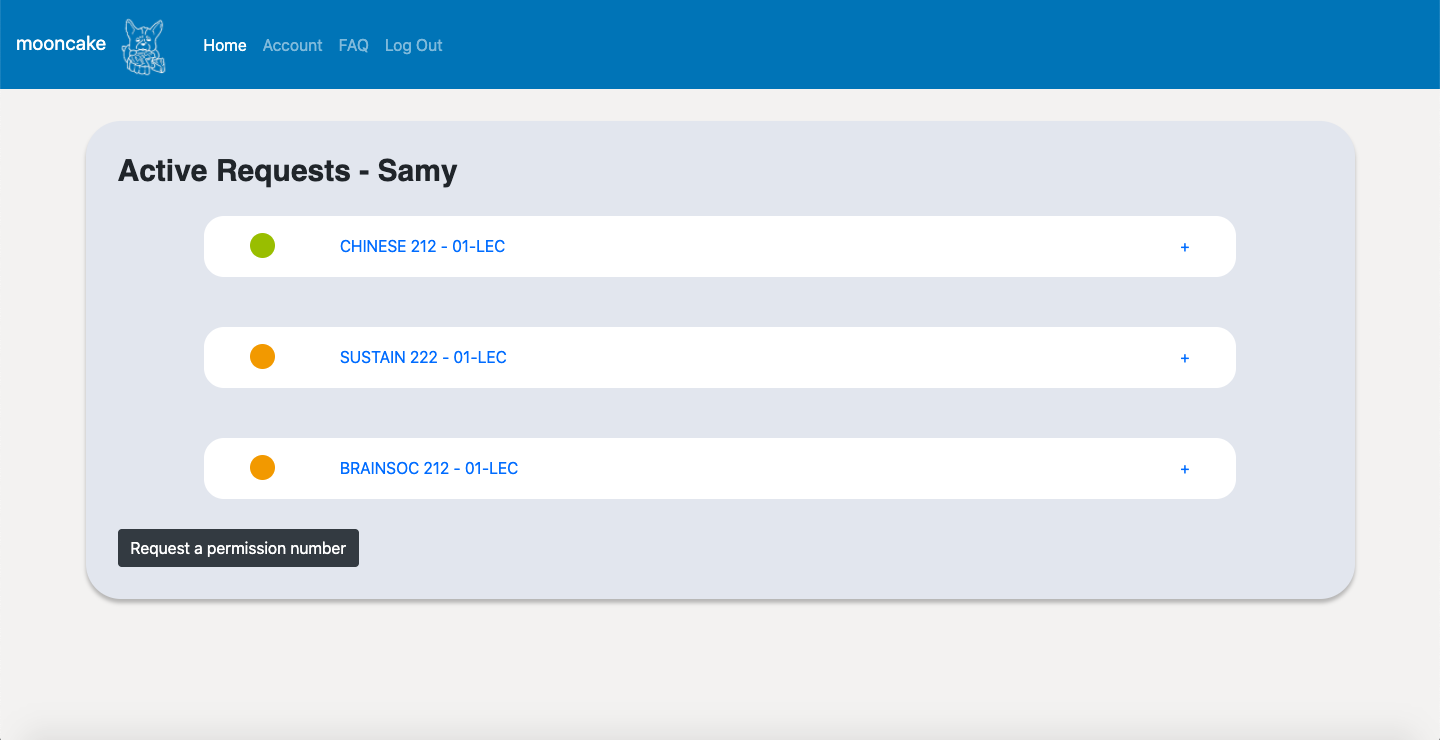 mooncake Home Account FAQ Log Out
Active Requests - Samy
CHINESE 212 - 01-LEC +
SUSTAIN 222 - 01-LEC +
BRAINSOC 212 - 01-LEC +
Request a permission number